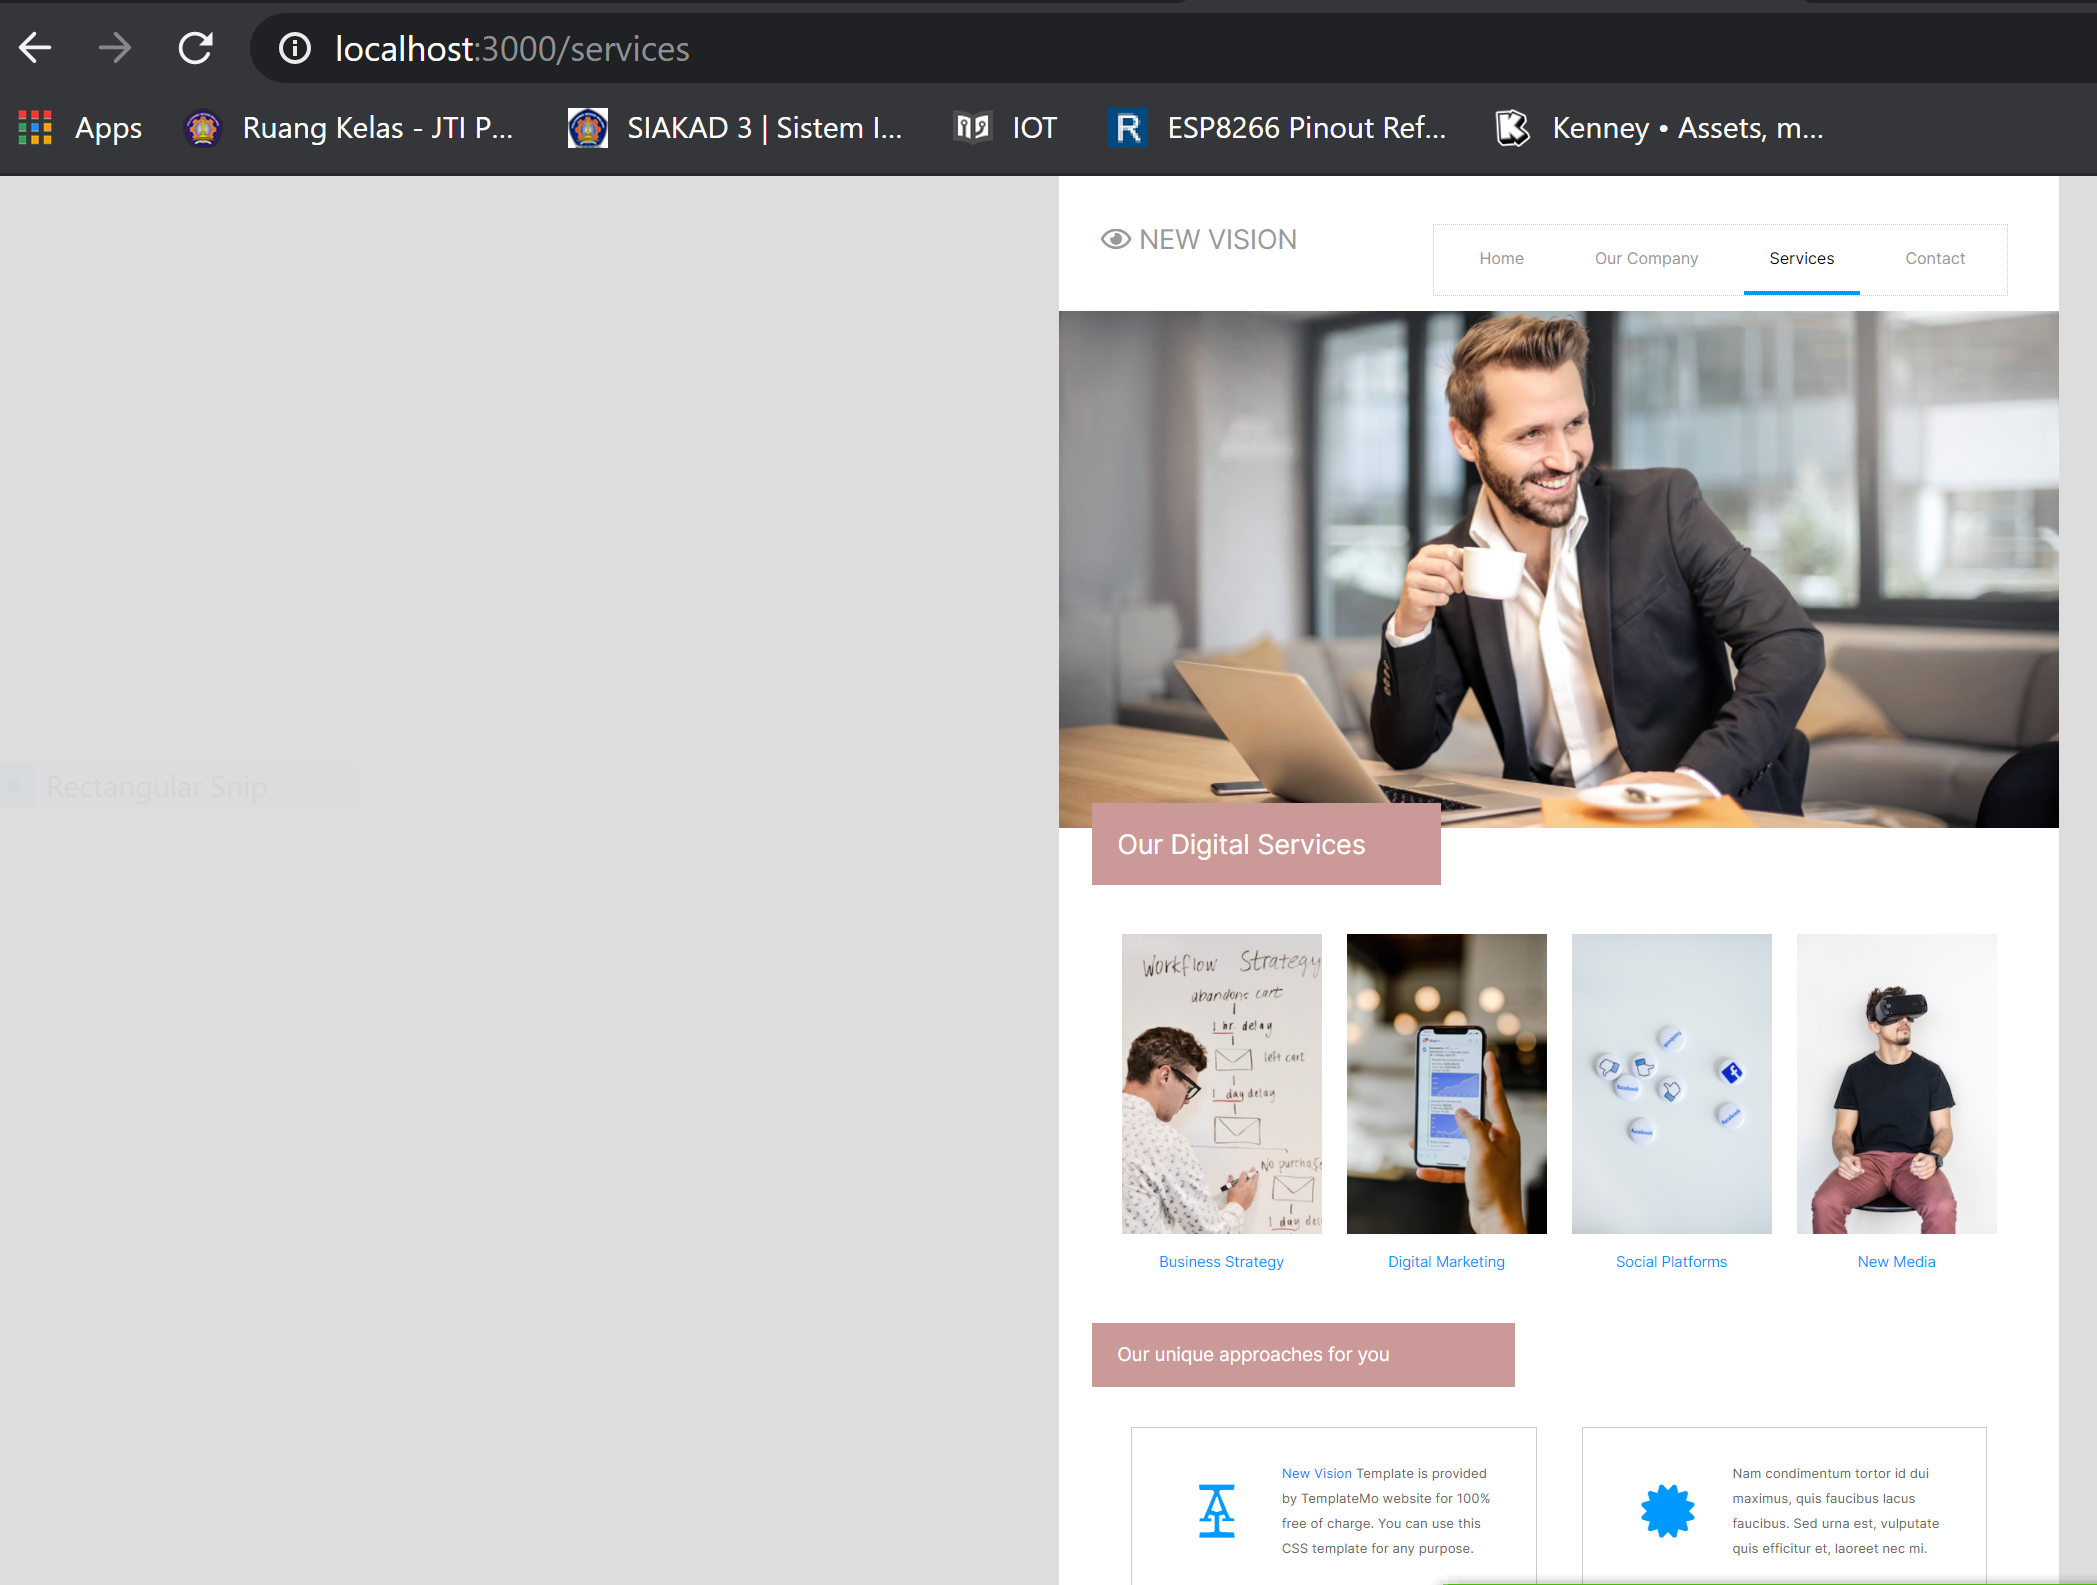 localhost:3000/services
Apps
Ruang Kelas - JTI P...
SIAKAD 3 | Sistem I...
IOT
ESP8266 Pinout Ref...
Kenney • Assets, m...
NEW VISION
Home
Our Company
Services
Contact
Rectangular Snip
Our Digital Services
Workflow Strategy
abandons cart
1 hr delay
left cart
1 day delay
No purchase
1 day del
Business Strategy
Digital Marketing
Social Platforms
New Media
Our unique approaches for you
New Vision Template is provided
by TemplateMo website for 100%
free of charge. You can use this
CSS template for any purpose.
Nam condimentum tortor id dui
maximus, quis faucibus lacus
faucibus. Sed urna est, vulputate
quis efficitur et, laoreet nec mi.